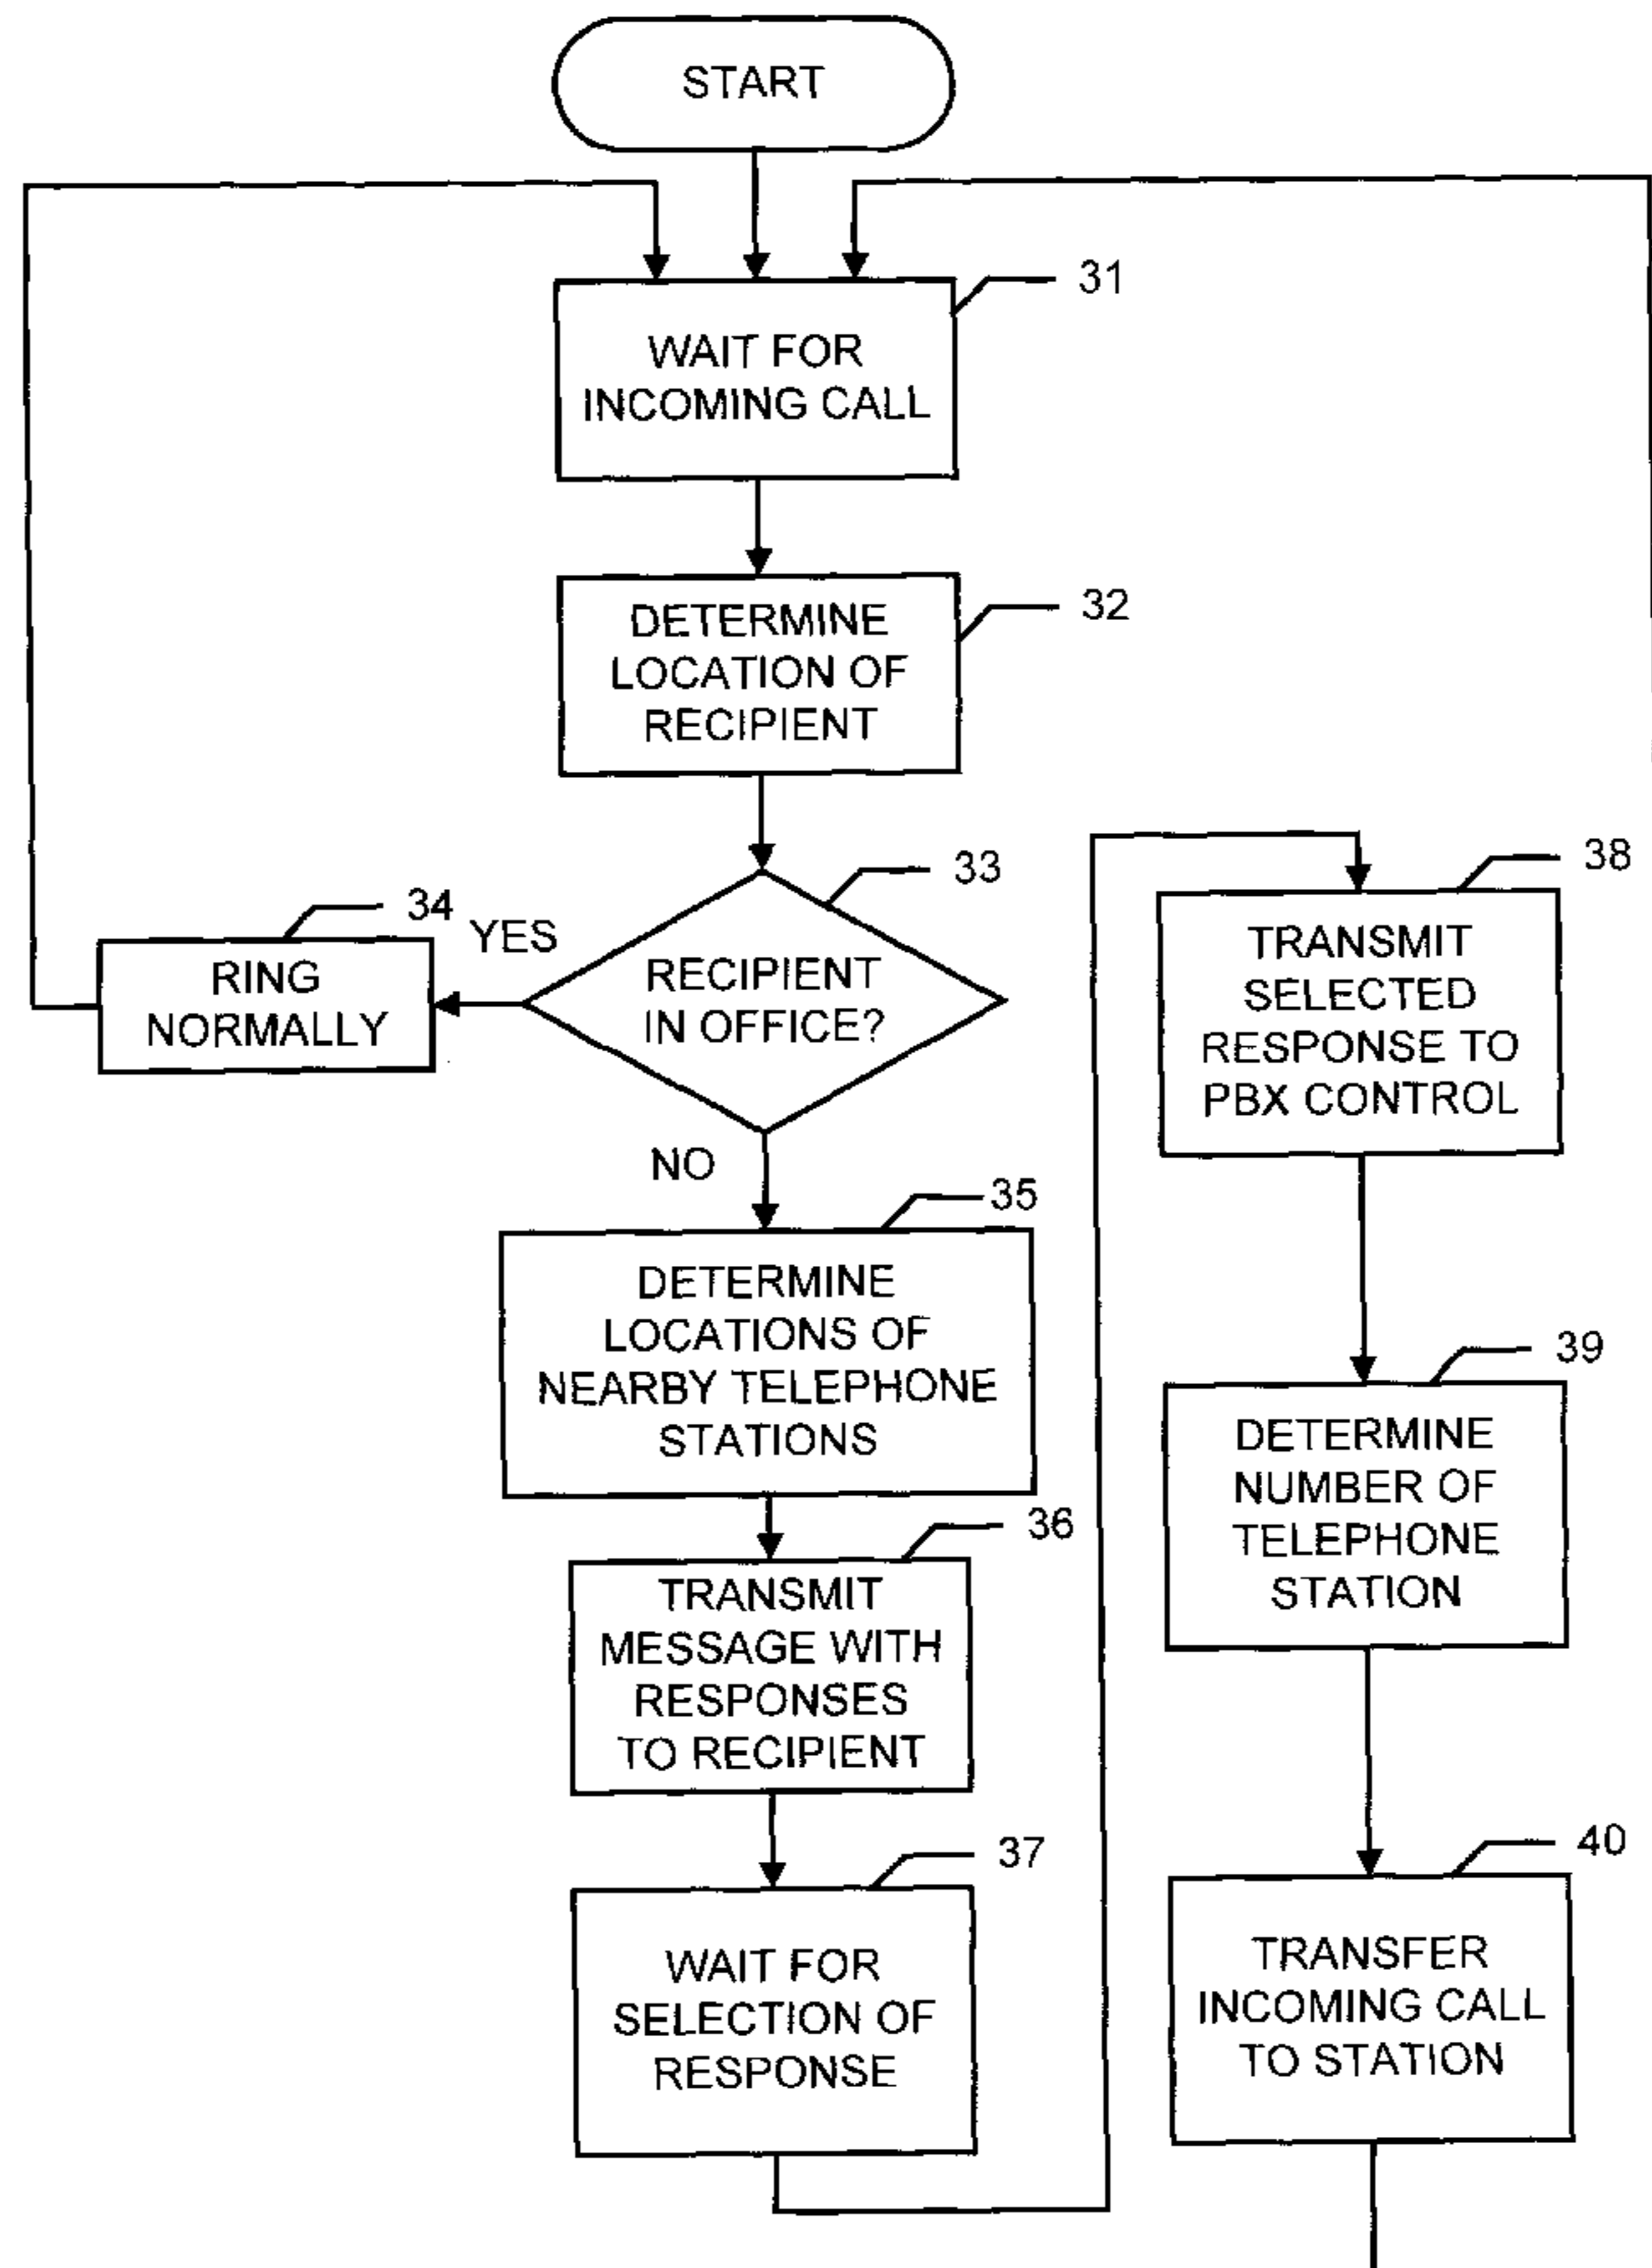 START
31
WAIT FOR
INCOMING CALL
32
DETERMINE
LOCATION OF
RECIPIENT
33
RECIPIENT
IN OFFICE?
YES
34
RING
NORMALLY
NO
35
DETERMINE
LOCATIONS OF
NEARBY TELEPHONE
STATIONS
36
TRANSMIT
MESSAGE WITH
RESPONSES
TO RECIPIENT
37
WAIT FOR
SELECTION OF
RESPONSE
38
TRANSMIT
SELECTED
RESPONSE TO
PBX CONTROL
39
DETERMINE
NUMBER OF
TELEPHONE
STATION
40
TRANSFER
INCOMING CALL
TO STATION